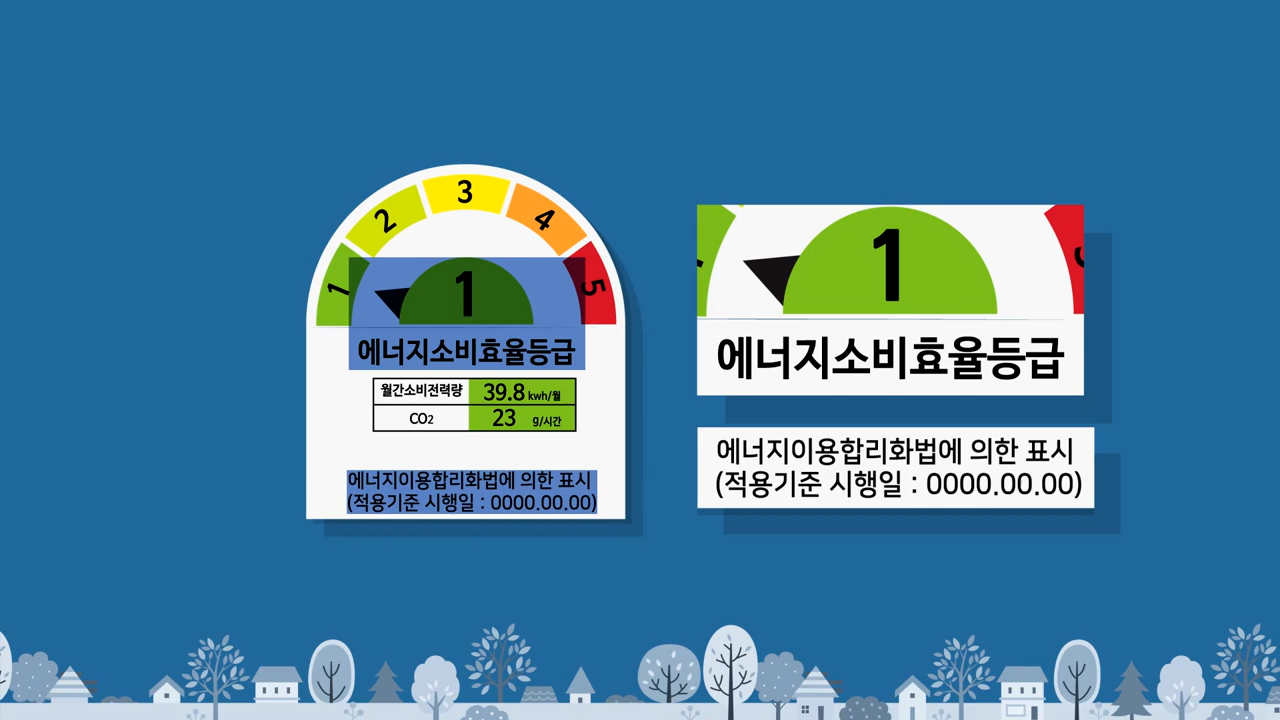 1
2
3
4
5
1
에너지소비효율등급
월간소비전력량 39.8 kwh/월
CO2 23 g/시간
에너지이용합리화법에 의한 표시
(적용기준 시행일 : 0000.00.00)
1
에너지소비효율등급
에너지이용합리화법에 의한 표시
(적용기준 시행일 : 0000.00.00)